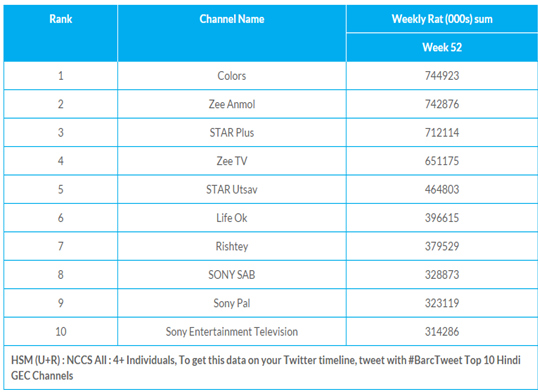 Rank Channel Name Weekly Rat (000s) sum
Week 52
1 Colors 744923
2 Zee Anmol 742876
3 STAR Plus 712114
4 Zee TV 651175
5 STAR Utsav 464803
6 Life Ok 396615
7 Rishtey 379529
8 SONY SAB 328873
9 Sony Pal 323119
10 Sony Entertainment Television 314286
HSM (U+R) : NCCS All : 4+ Individuals, To get this data on your Twitter timeline, tweet with #BarcTweet Top 10 Hindi
GEC Channels